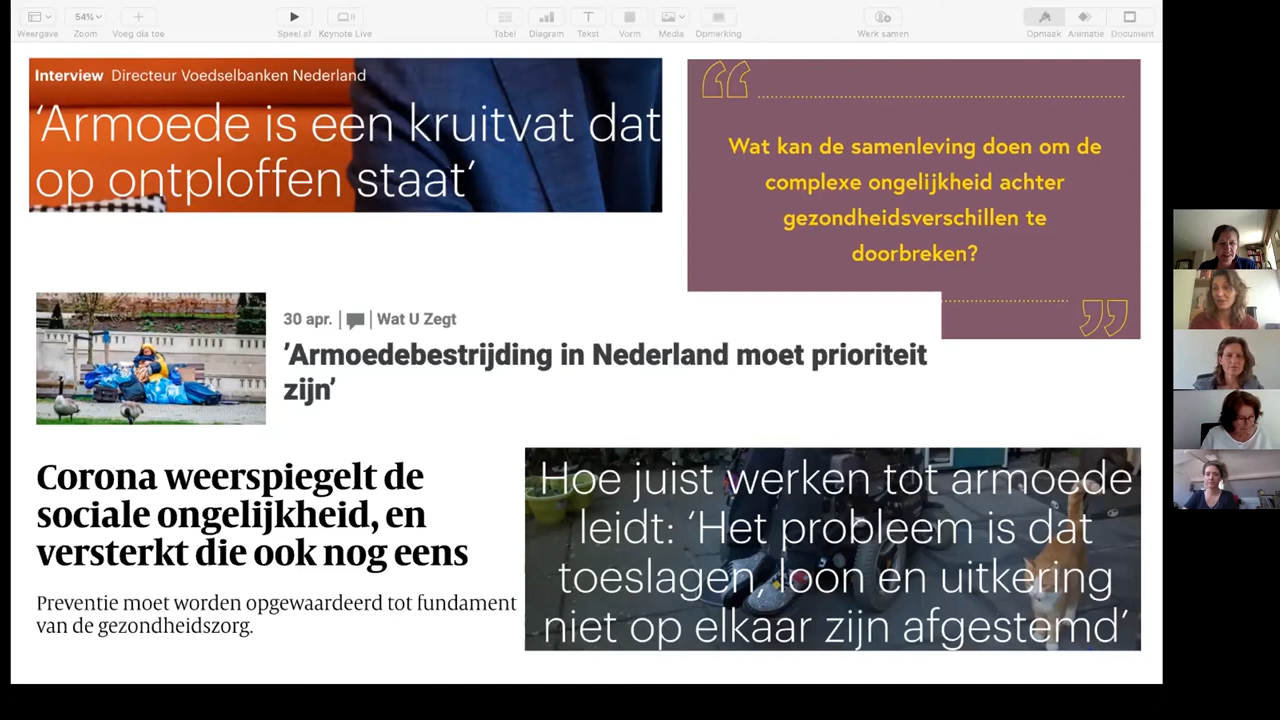 54%
Weergave
Zoom
Voeg dia toe
Speel af
Keynote Live
Tabel
Diagram
Tekst
Vorm
Media
Opmerking
Werk samen
Opmaak
Animatie
Document
Interview Directeur Voedselbanken Nederland
‘Armoede is een kruitvat dat
op ontploffen staat’
“
Wat kan de samenleving doen om de
complexe ongelijkheid achter
gezondheidsverschillen te
doorbreken?
”
30 apr. | | Wat U Zegt
’Armoedebestrijding in Nederland moet prioriteit
zijn’
Corona weerspiegelt de
sociale ongelijkheid, en
versterkt die ook nog eens
Preventie moet worden opgewaardeerd tot fundament
van de gezondheidszorg.
Hoe juist werken tot armoede
leidt: ‘Het probleem is dat
toeslagen, loon en uitkering
niet op elkaar zijn afgestemd’